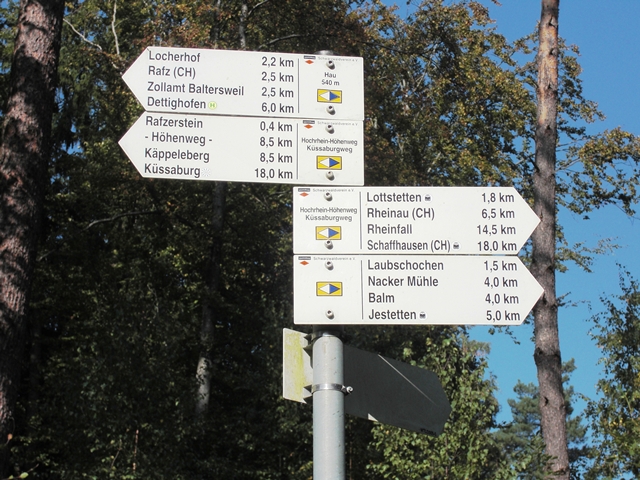 Locherhof 2,2 km
Rafz (CH) 2,5 km
Zollamt Baltersweil 2,5 km
Dettighofen H 6,0 km
Schwarzwaldverein e.V.
Hau
540 m
Rafzerstein 0,4 km
- Höhenweg - 8,5 km
Käppeleberg 8,5 km
Küssaburg 18,0 km
Schwarzwaldverein e.V.
Hochrhein-Höhenweg
Küssaburgweg
Schwarzwaldverein e.V.
Hochrhein-Höhenweg
Küssaburgweg
Lottstetten 1,8 km
Rheinau (CH) 6,5 km
Rheinfall 14,5 km
Schaffhausen (CH) 18,0 km
Schwarzwaldverein e.V.
Laubschochen 1,5 km
Nacker Mühle 4,0 km
Balm 4,0 km
Jestetten 5,0 km